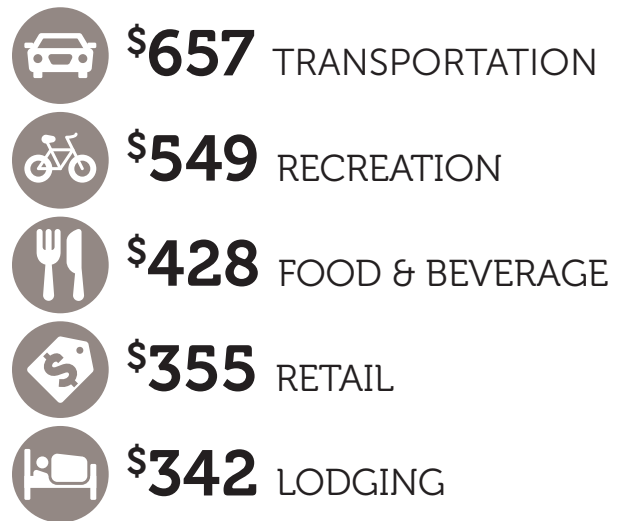 $657 TRANSPORTATION
$549 RECREATION
$428 FOOD & BEVERAGE
$355 RETAIL
$342 LODGING